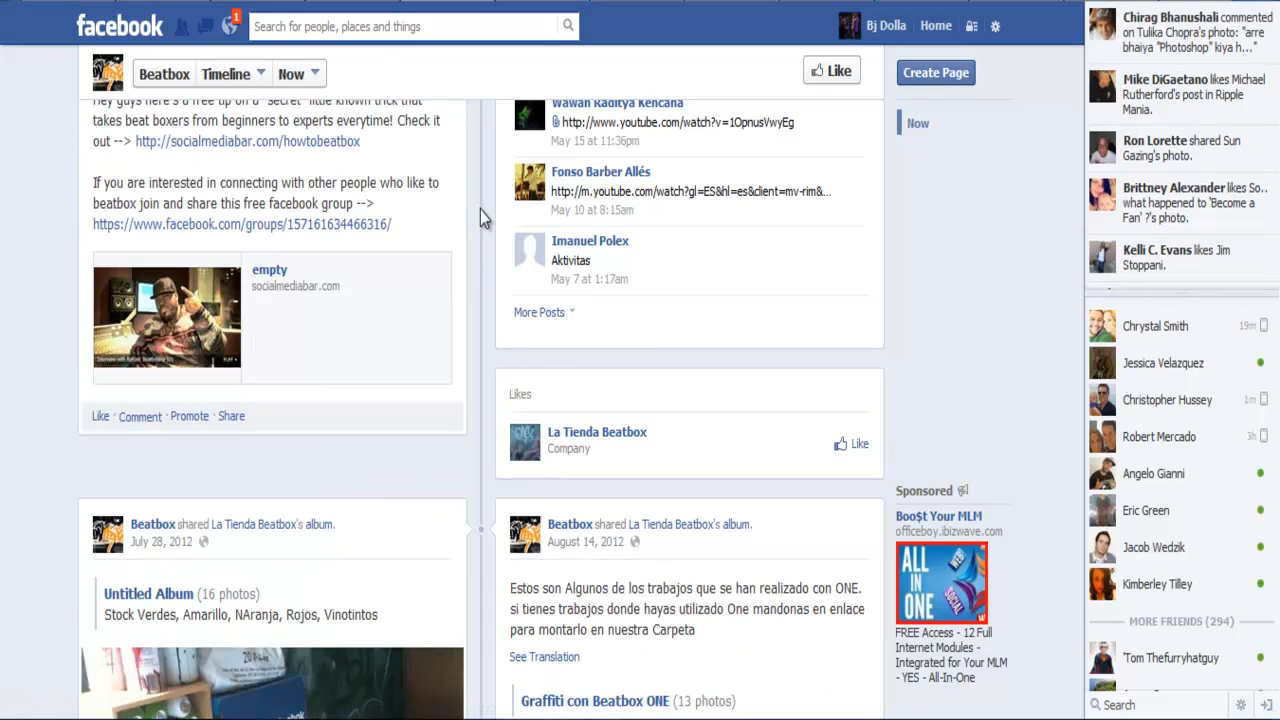 facebook
1
Search for people, places and things
Bj Dolla
Home
Beatbox
Timeline
Now
Like
Create Page
Now
Hey guys here's a free tip on a "secret" little known trick that
takes beat boxers from beginners to experts everytime! Check it
out --> http://socialmediabar.com/howtobeatbox
If you are interested in connecting with other people who like to
beatbox join and share this free facebook group -->
https://www.facebook.com/groups/157161634466316/
empty
socialmediabar.com
Like · Comment · Promote · Share
Beatbox shared La Tienda Beatbox's album.
July 28, 2012
Untitled Album (16 photos)
Stock Verdes, Amarillo, NAranja, Rojos, Vinotintos
Wawan Raditya Kencana
http://www.youtube.com/watch?v=1OpnusVwyEg
May 15 at 11:36pm
Fonso Barber Allés
http://m.youtube.com/watch?gl=ES&hl=es&client=mv-rim&...
May 10 at 8:15am
Imanuel Polex
Aktivitas
May 7 at 1:17am
More Posts
Likes
La Tienda Beatbox
Company
Like
Beatbox shared La Tienda Beatbox's album.
August 14, 2012
Estos son Algunos de los trabajos que se han realizado con ONE.
si tienes trabajos donde hayas utilizado One mandonas en enlace
para montarlo en nuestra Carpeta
See Translation
Graffiti con Beatbox ONE (13 photos)
Sponsored
Boo$t Your MLM
officeboy.ibizwave.com
ALL
IN
ONE
WEB
SOCIAL
FREE Access - 12 Full
Internet Modules -
Integrated for Your MLM
- YES - All-In-One
Chirag Bhanushali commented
on Tulika Chopra's photo: "arre
bhaiya "Photoshop" kiya h..."
Mike DiGaetano likes Michael
Rutherford's post in Ripple
Mania.
Ron Lorette shared Sun
Gazing's photo.
Brittney Alexander likes So..
what happened to 'Become a
Fan' ?'s photo.
Kelli C. Evans likes Jim
Stoppani.
Chrystal Smith 19m
Jessica Velazquez
Christopher Hussey 1m
Robert Mercado 3h
Angelo Gianni
Eric Green
Jacob Wedzik
Kimberley Tilley
MORE FRIENDS (294)
'Tom Thefurryhatguy
Search